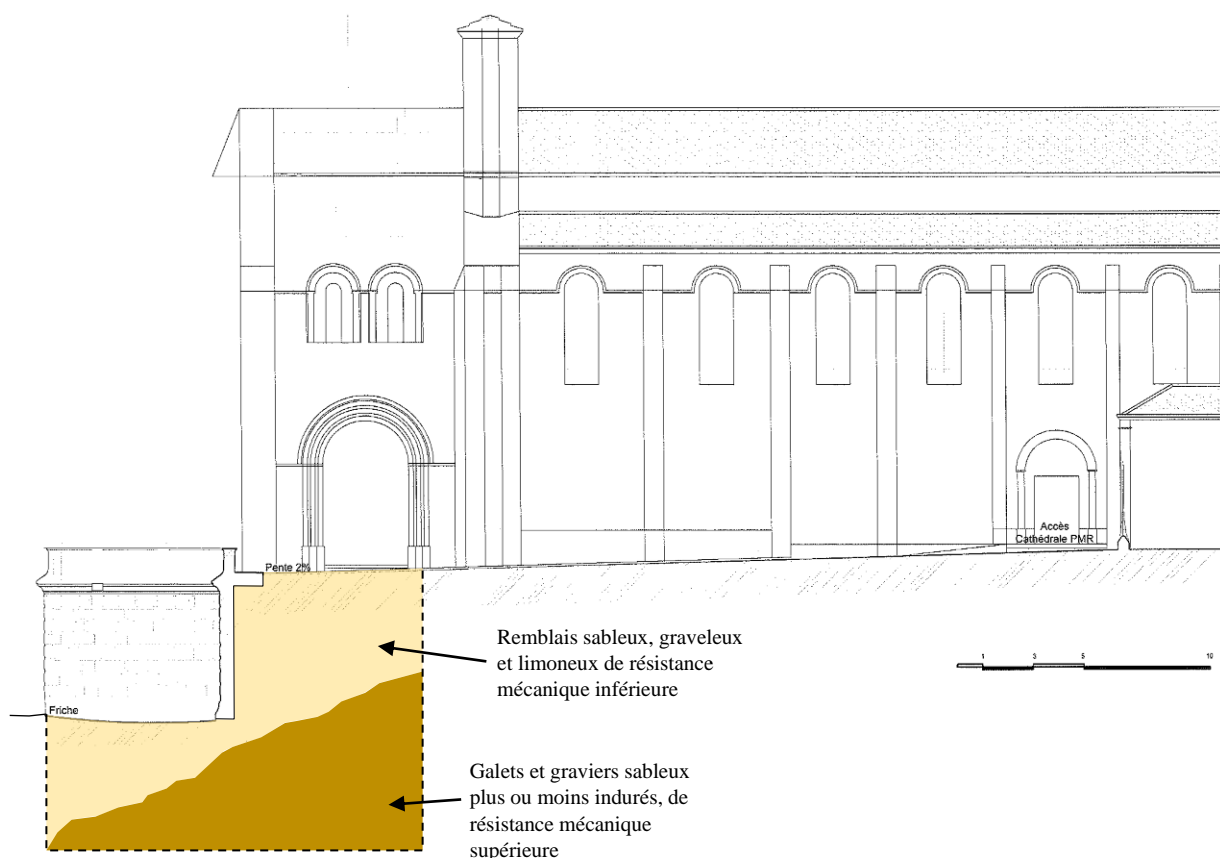 Accès
Cathédrale PMR
Pente 2%
Remblais sableux, graveleux
et limoneux de résistance
mécanique inférieure
1 3 5 10
Friche
Galets et graviers sableux
plus ou moins indurés, de
résistance mécanique
supérieure